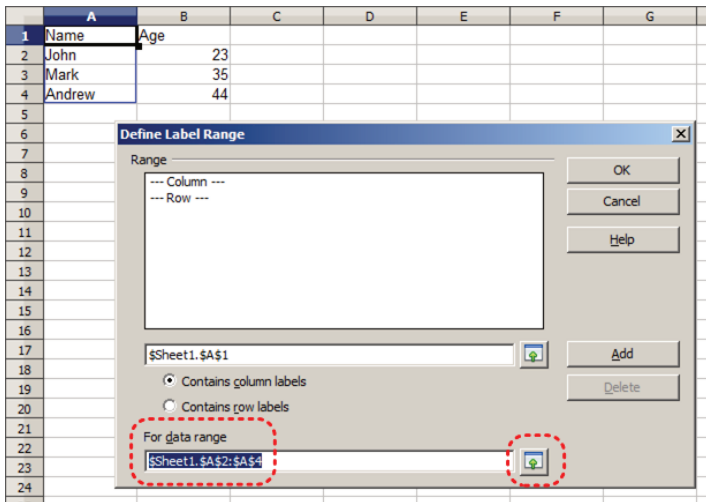 A B C D E F G
1 Name Age
2 John 23
3 Mark 35
4 Andrew 44
5
6
7
8
9
10
11
12
13
14
15
16
17
18
19
20
21
22
23
24
Define Label Range
Range
--- Column ---
--- Row ---
OK
Cancel
Help
$Sheet1.$A$1
Add
Contains column labels
Delete
Contains row labels
For data range
$Sheet1.$A$2:$A$4